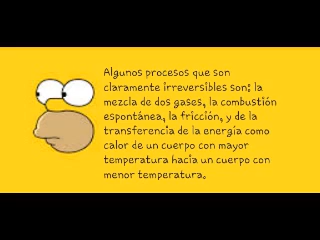 Algunos procesos que son
claramente irreversibles son: la
mezcla de dos gases, la combustión
espontánea, la fricción, y de la
transferencia de la energía como
calor de un cuerpo con mayor
temperatura hacia un cuerpo con
menor temperatura.